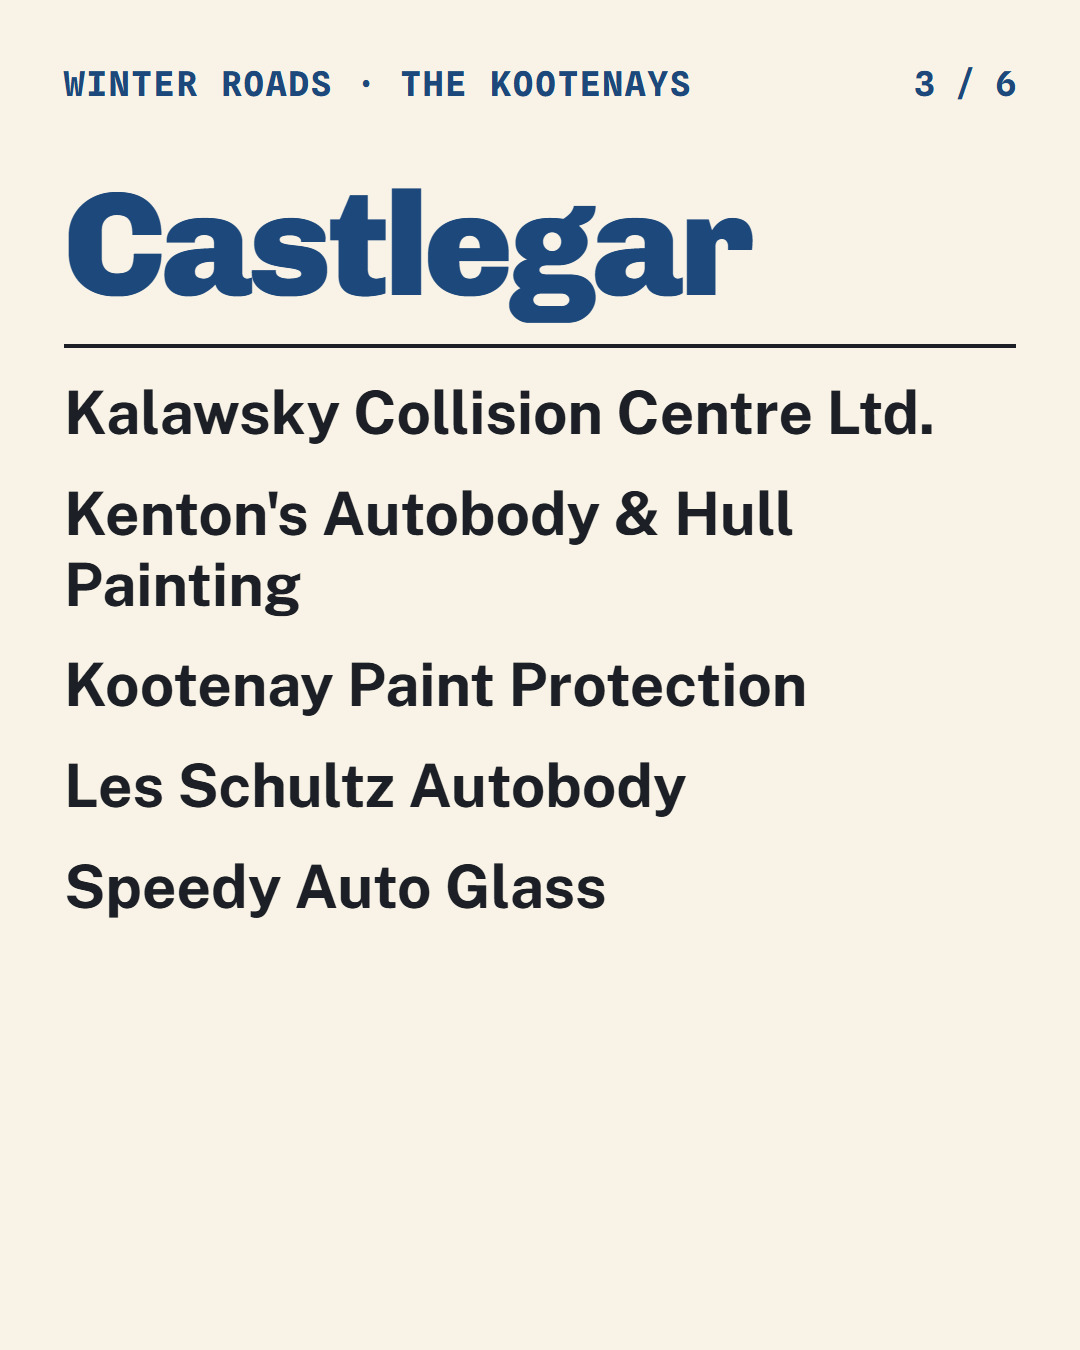 WINTER ROADS · THE KOOTENAYS 3 / 6
Castlegar
Kalawsky Collision Centre Ltd.
Kenton's Autobody & Hull
Painting
Kootenay Paint Protection
Les Schultz Autobody
Speedy Auto Glass